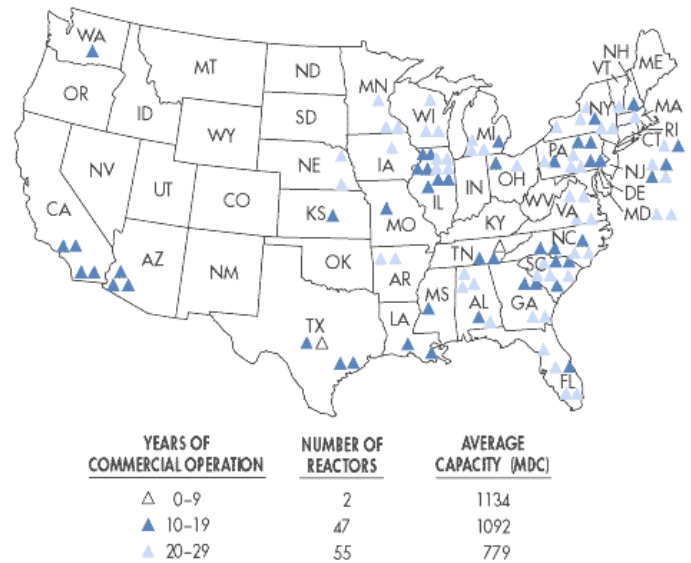 NH
WA
VT
ME
MT
ND
MN
OR
NY
MA
ID
SD
WI
RI
WY
MI
CT
PA
IA
NE
NJ
NV
OH
IN
DE
UT
IL
WV
CO
CA
MD
VA
KS
MO
KY
NC
TN
AZ
OK
SC
NM
AR
MS
AL
GA
LA
TX
FL
YEARS OF COMMERCIAL OPERATION
NUMBER OF REACTORS
AVERAGE CAPACITY (MDC)
0–9 2 1134
10–19 47 1092
20–29 55 779